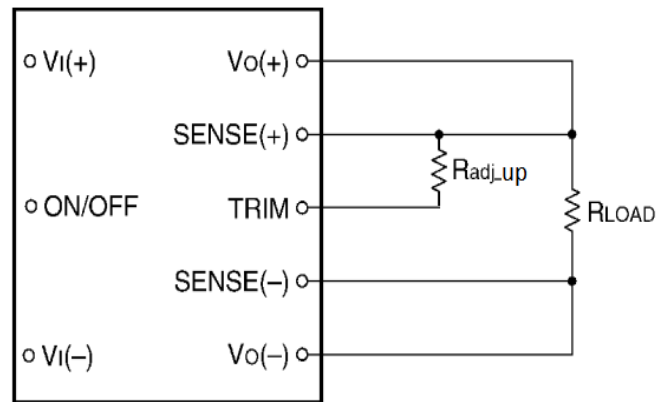 VI(+)
VO(+)
SENSE(+)
Radj_up
ON/OFF
TRIM
RLOAD
SENSE(–)
VI(–)
VO(–)